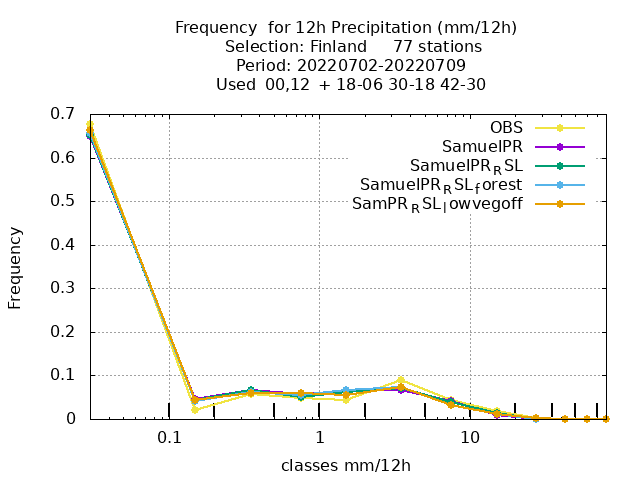 Frequency  for 12h Precipitation (mm/12h)
Selection: Finland     77 stations
Period: 20220702-20220709
Used  00,12  + 18-06 30-18 42-30
0.7
0.6
0.5
0.4
0.3
0.2
0.1
0
Frequency
OBS
SamuelPR
SamuelPR_RSL
SamuelPR_RSL_forest
SamPR_RSL_lowvegoff
0.1
1
10
classes mm/12h